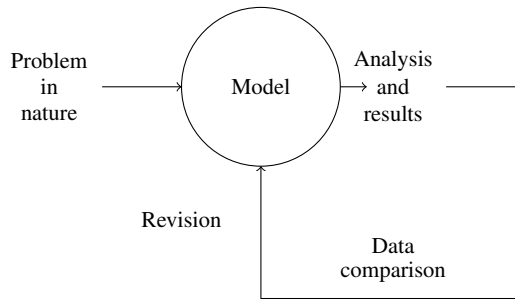 Problem
in
nature
Model
Analysis
and
results
Revision
Data
comparison